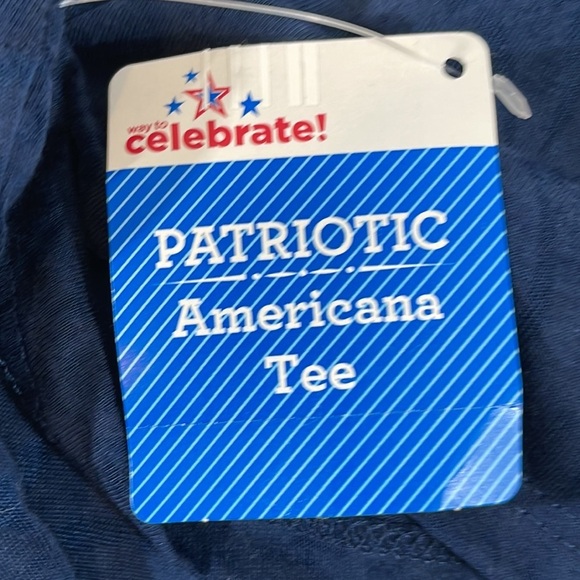 way to
celebrate!
PATRIOTIC
Americana
Tee